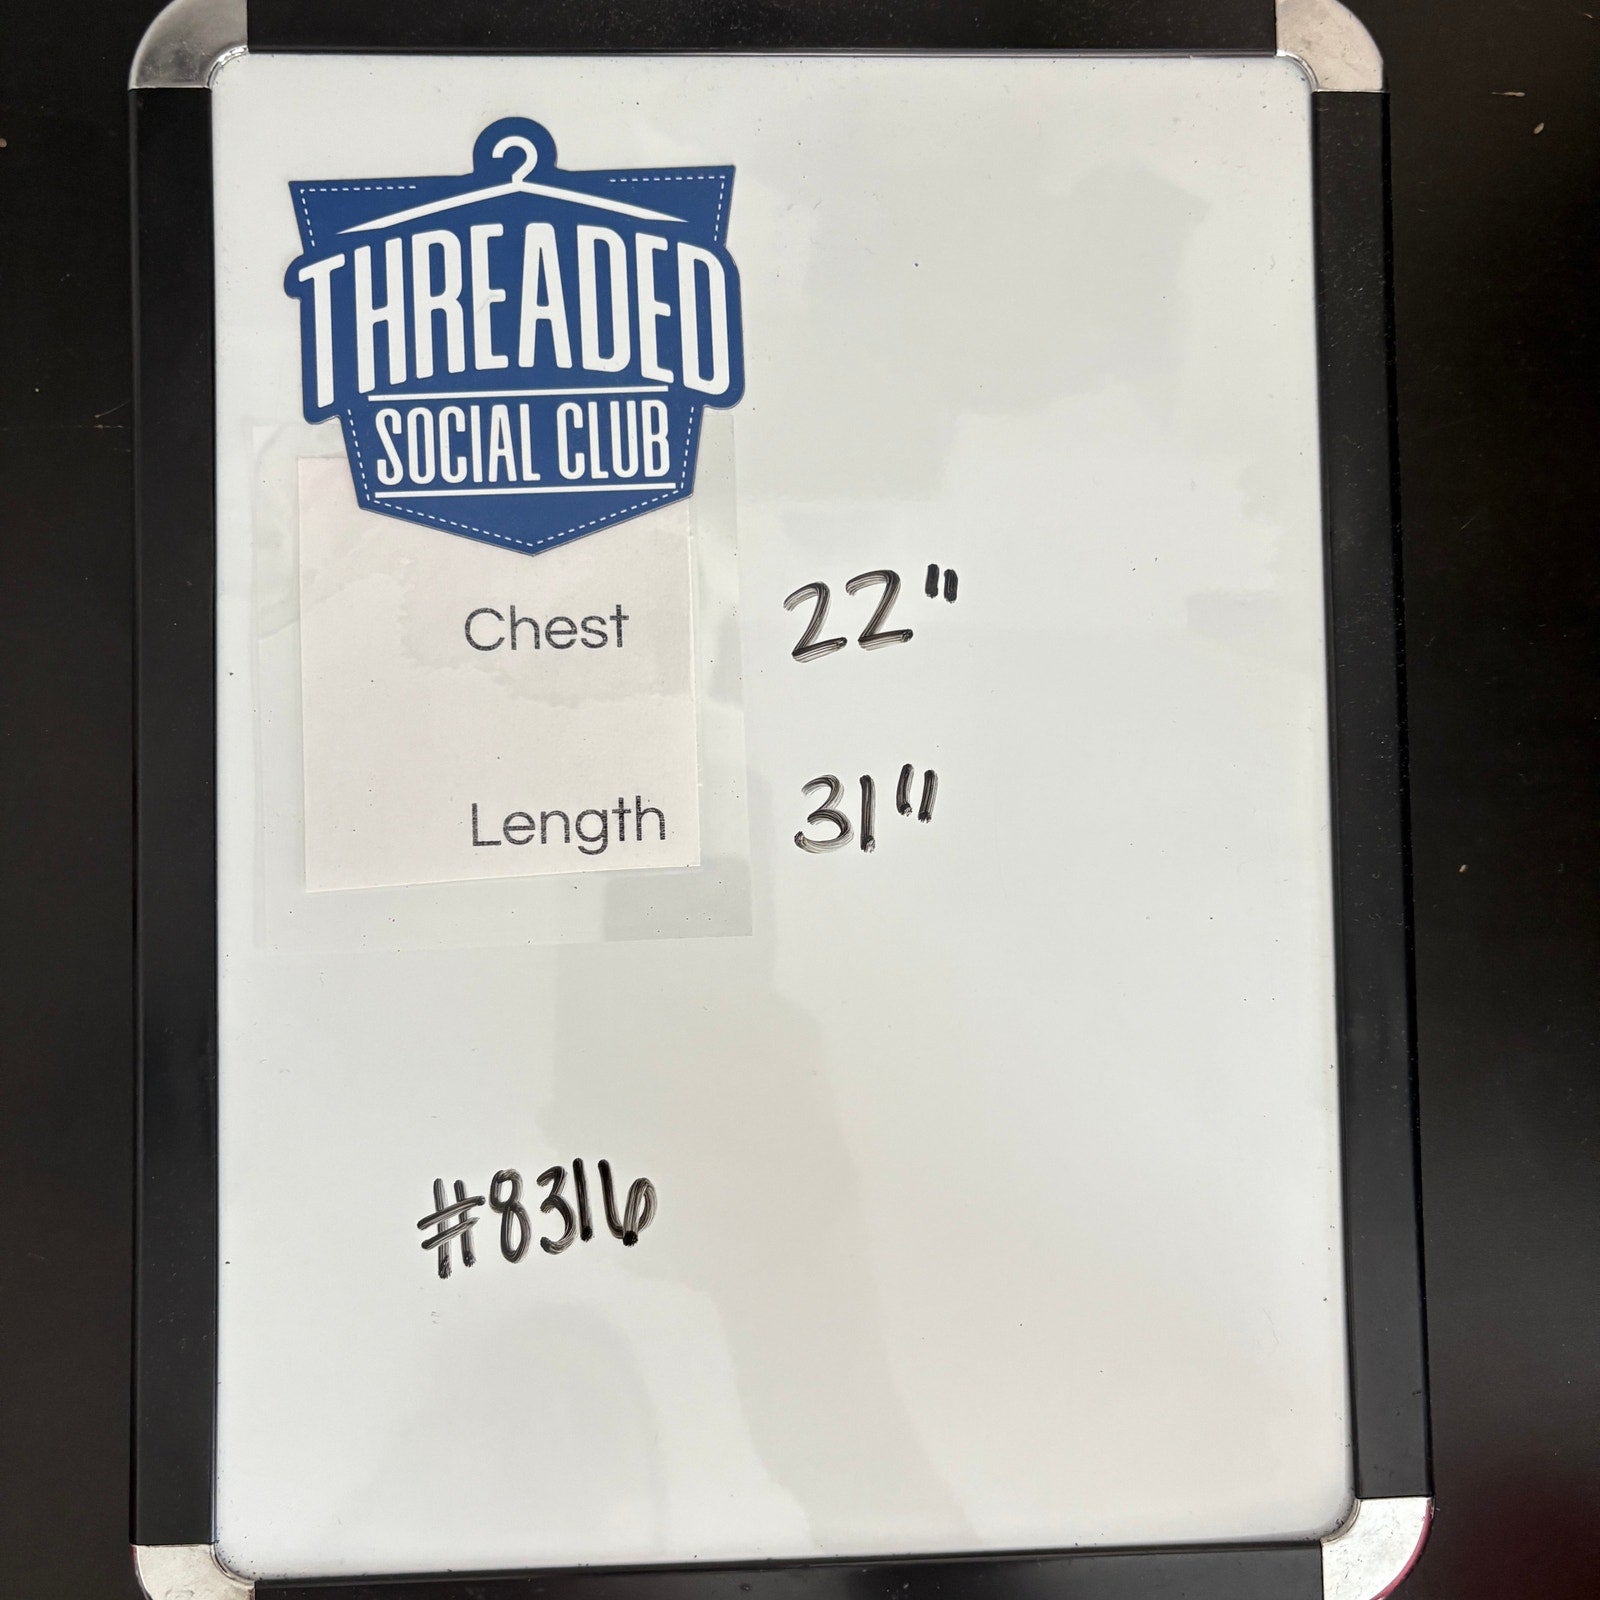 THREADED
SOCIAL CLUB
Chest 22"
Length 31"
#8316